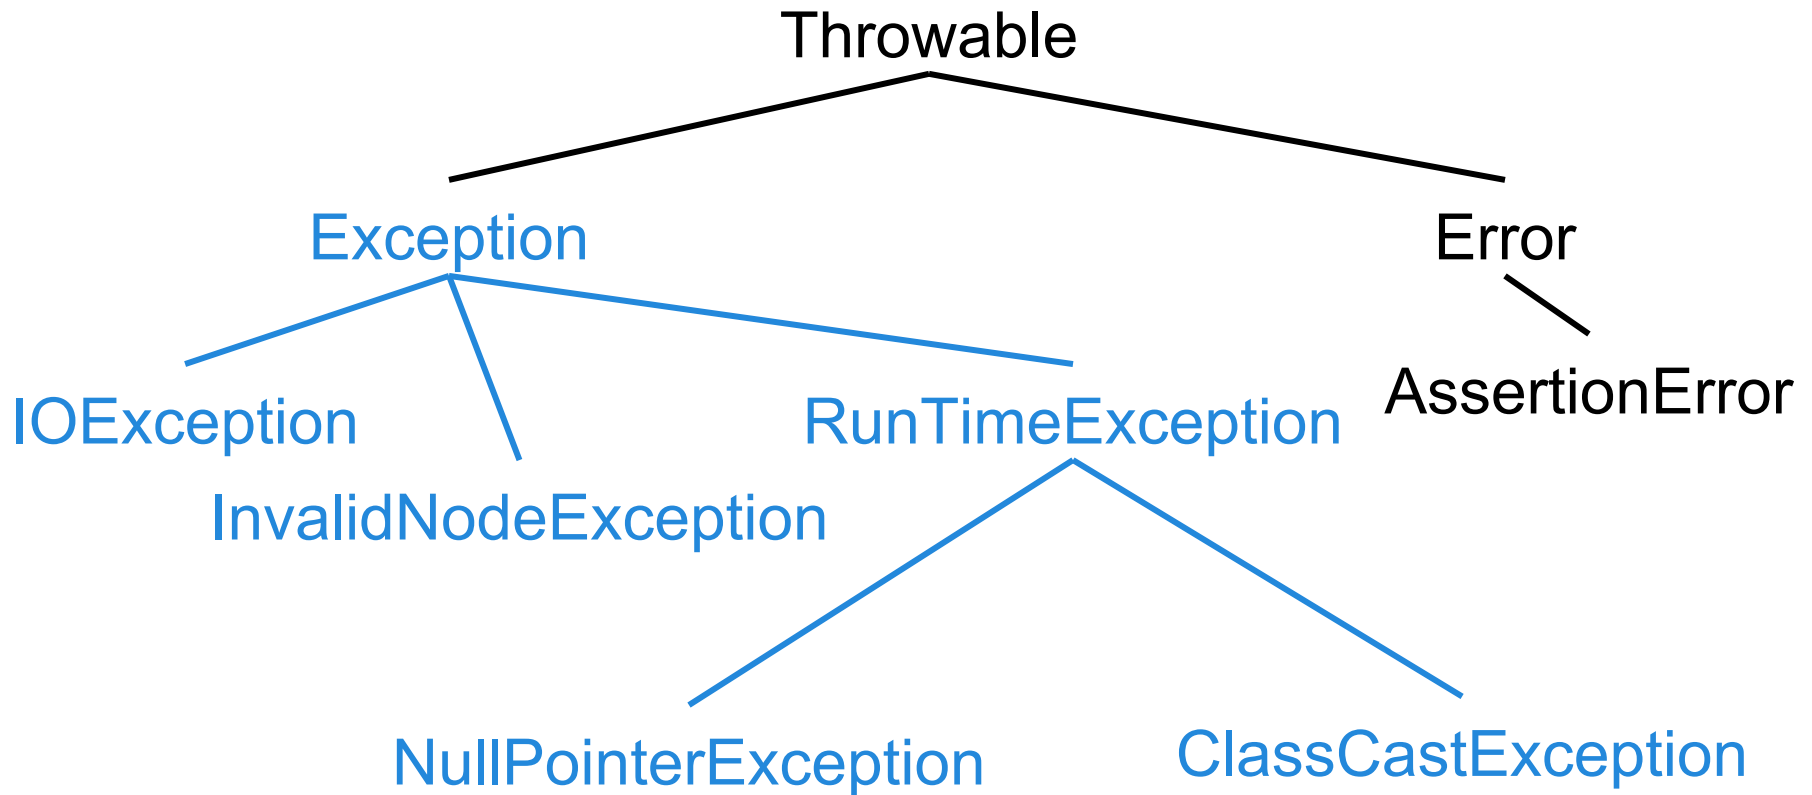 Throwable
Exception
Error
IOException
RunTimeException
AssertionError
InvalidNodeException
NullPointerException
ClassCastException